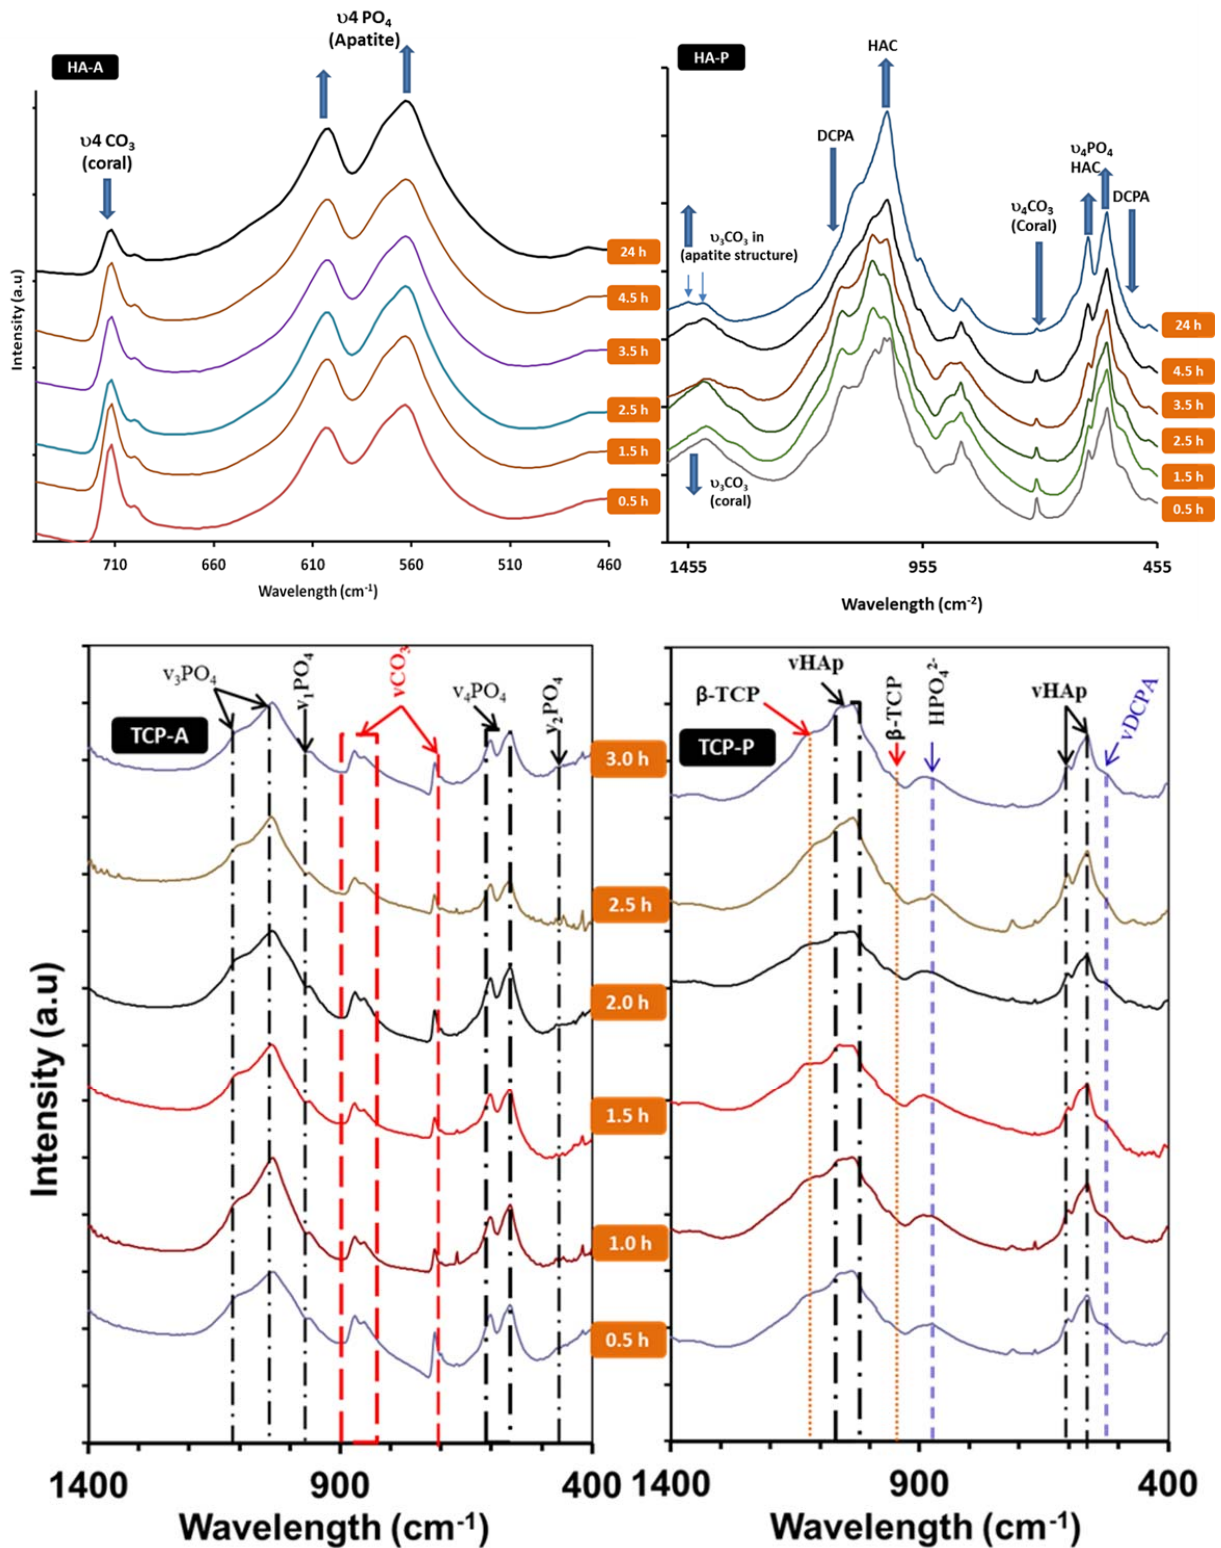 HA-A
υ4 PO4
(Apatite)
υ4 CO3
(coral)
Intensity (a.u)
24 h
4.5 h
3.5 h
2.5 h
1.5 h
0.5 h
710
660
610
560
510
460
Wavelength (cm-1)
HA-P
HAC
DCPA
υ4PO4
HAC
DCPA
υ4CO3
(Coral)
υ3CO3 in
(apatite structure)
υ3CO3
(coral)
24 h
4.5 h
3.5 h
2.5 h
1.5 h
0.5 h
1455
955
455
Wavelength (cm-2)
TCP-A
v3PO4
v1PO4
vCO3
v4PO4
v2PO4
Intensity (a.u)
3.0 h
2.5 h
2.0 h
1.5 h
1.0 h
0.5 h
1400
900
400
Wavelength (cm-1)
TCP-P
β-TCP
vHAp
β-TCP
HPO42-
vHAp
vDCPA
1400
900
400
Wavelength (cm-1)